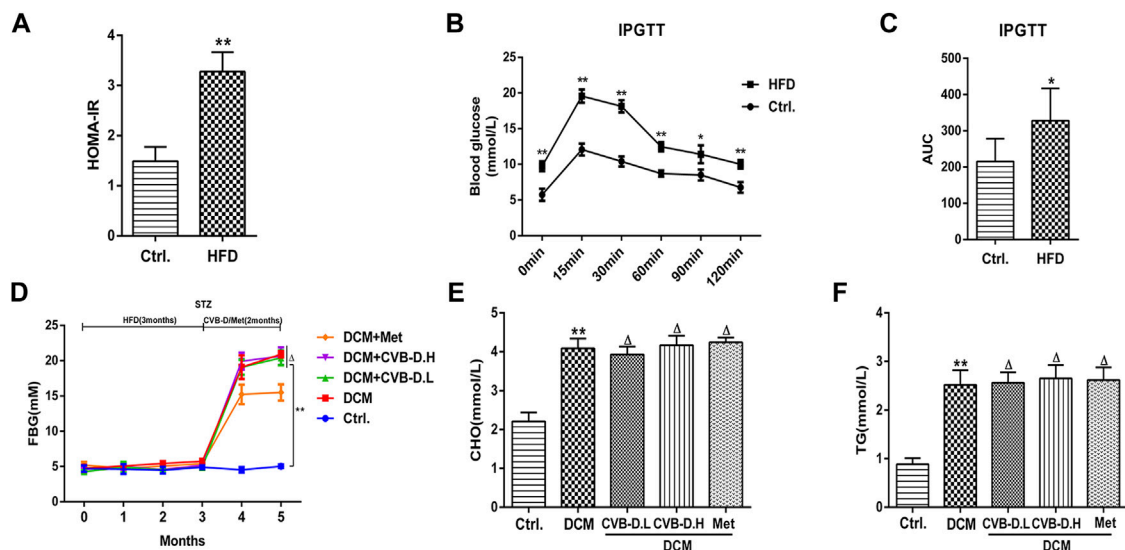 A
HOMA-IR
4
3
2
1
0
**
Ctrl.
HFD
B
IPGTT
Blood glucose
(mmol/L)
25
20
15
10
5
0
**
**
**
**
*
**
HFD
Ctrl.
0min
15min
30min
60min
90min
120min
C
IPGTT
AUC
500
400
300
200
100
0
*
Ctrl.
HFD
D
STZ
HFD(3months)
CVB-D/Met(2months)
FBG(mM)
25
20
15
10
5
0
Δ
**
0
1
2
3
4
5
Months
DCM+Met
DCM+CVB-D.H
DCM+CVB-D.L
DCM
Ctrl.
E
CHO(mmol/L)
5
4
3
2
1
0
**
Δ
Δ
Δ
Ctrl.
DCM
CVB-D.L
CVB-D.H
Met
DCM
F
TG(mmol/L)
4
3
2
1
0
**
Δ
Δ
Δ
Ctrl.
DCM
CVB-D.L
CVB-D.H
Met
DCM